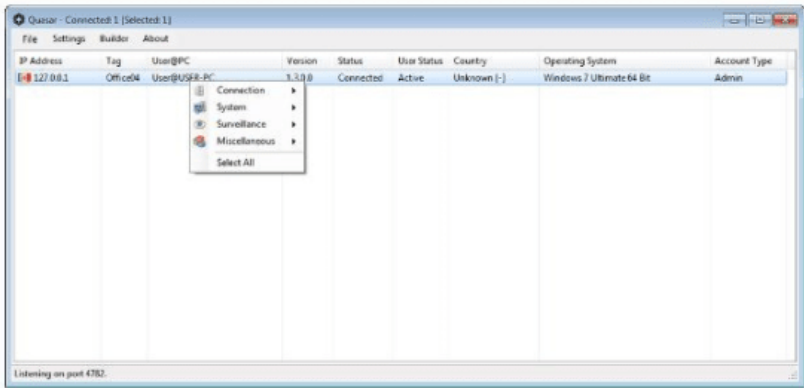 Quasar - Connected: 1 [Selected: 1]
File Settings Builder About
IP Address Tag User@PC Version Status User Status Country Operating System Account Type
127.0.0.1 Office04 User@USER-PC 1.3.0.0 Connected Active Unknown [-] Windows 7 Ultimate 64 Bit Admin
Connection
System
Surveillance
Miscellaneous
Select All
Listening on port 4782.